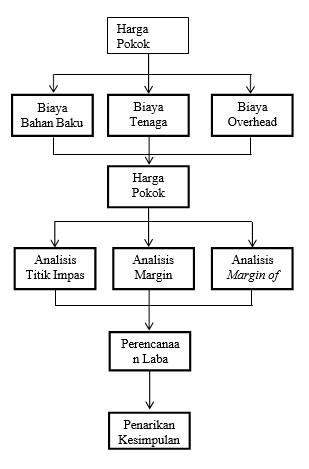 Harga
Pokok
Biaya
Bahan Baku
Biaya
Tenaga
Biaya
Overhead
Harga
Pokok
Analisis
Titik Impas
Analisis
Margin
Analisis
Margin of
Perencanaa
n Laba
Penarikan
Kesimpulan